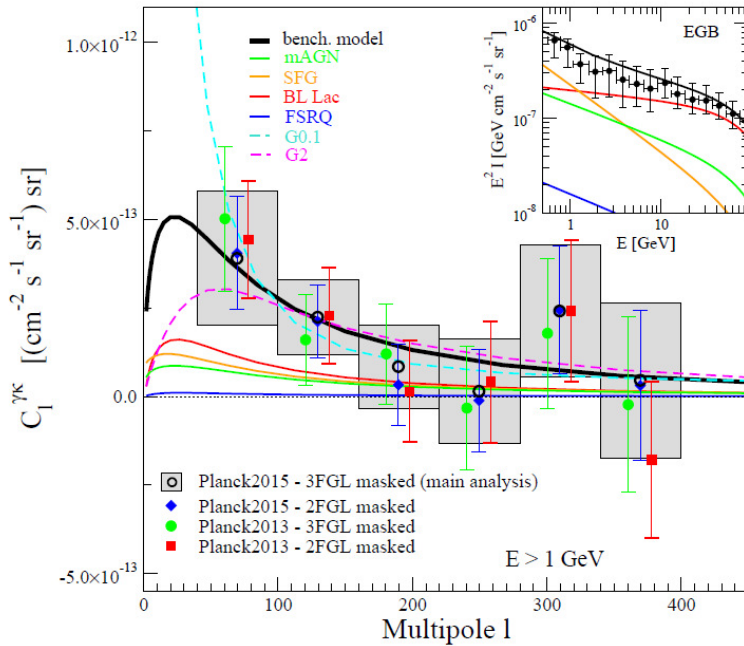 1.0×10⁻¹³
5.0×10⁻¹³
0.0
-5.0×10⁻¹³
C_l^γκ [(cm⁻² s⁻¹ sr⁻¹) sr]
bench. model
mAGN
SFG
BL Lac
FSRQ
G0.1
G2
10⁻⁶
10⁻⁷
10⁻⁸
E² I [GeV cm⁻² s⁻¹ sr⁻¹]
EGB
1
10
E [GeV]
Planck2015 - 3FGL masked (main analysis)
Planck2015 - 2FGL masked
Planck2013 - 3FGL masked
Planck2013 - 2FGL masked
E > 1 GeV
0
100
200
300
400
Multipole l